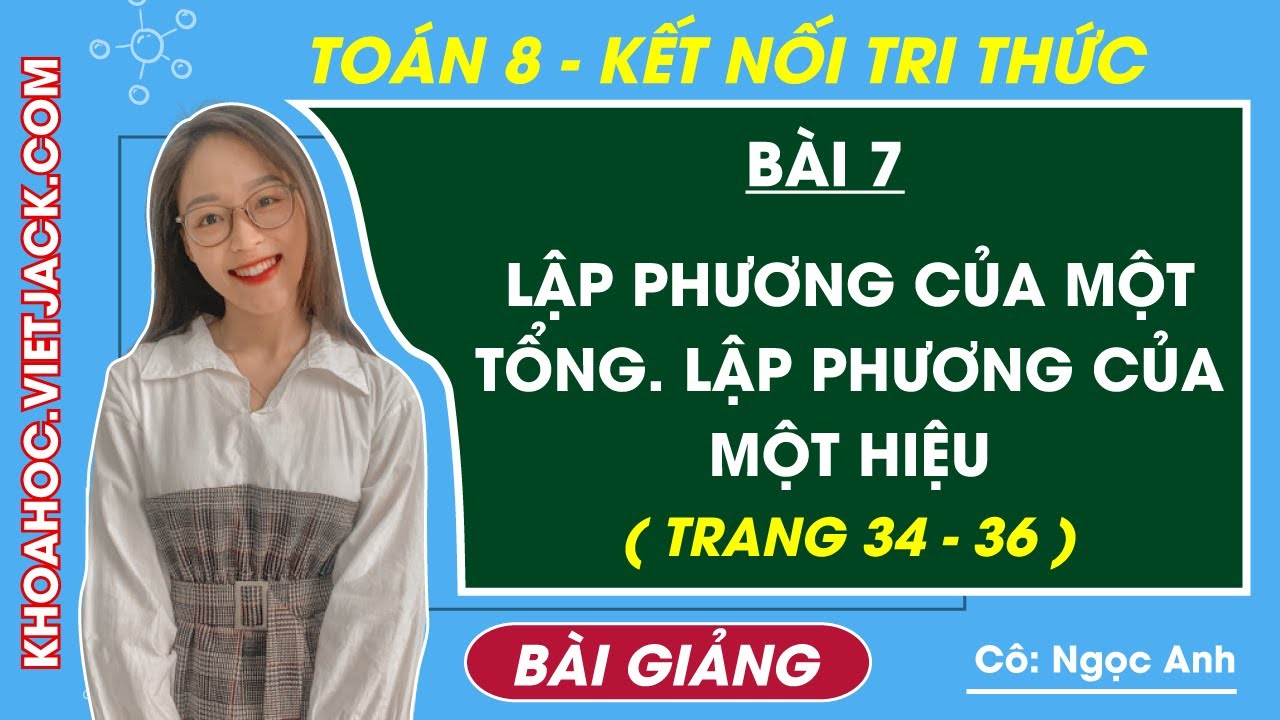 TOÁN 8 - KẾT NỐI TRI THỨC
KHOAHOC.VIETJACK.COM
BÀI 7
LẬP PHƯƠNG CỦA MỘT
TỔNG. LẬP PHƯƠNG CỦA
MỘT HIỆU
( TRANG 34 - 36 )
BÀI GIẢNG
Cô: Ngọc Anh